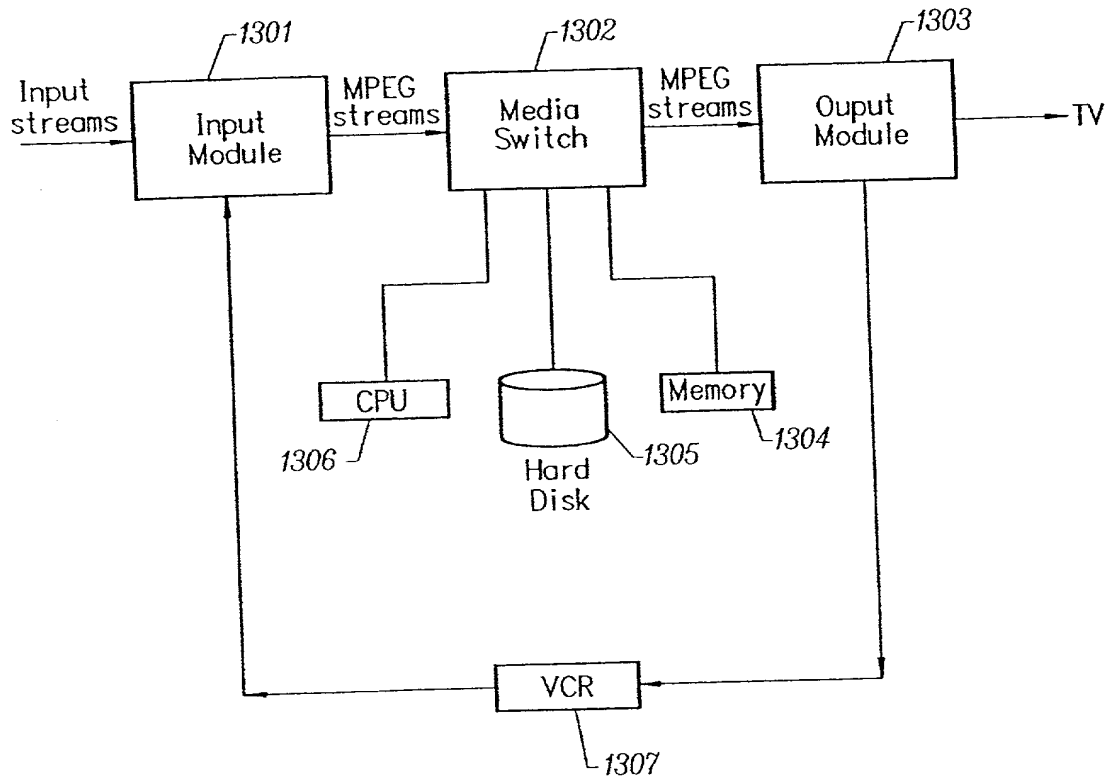 1301
1302
1303
Input
streams
Input
Module
MPEG
streams
Media
Switch
MPEG
streams
Ouput
Module
TV
CPU
1306
Hard
Disk
1305
Memory
1304
VCR
1307